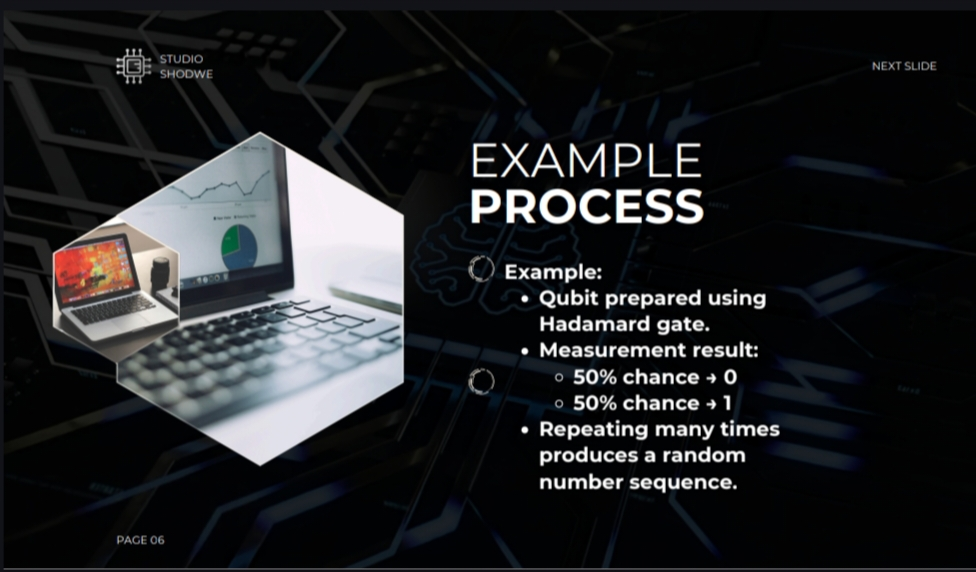 STUDIO
SHODWE
NEXT SLIDE
EXAMPLE
PROCESS
Example:
• Qubit prepared using
Hadamard gate.
• Measurement result:
○ 50% chance → 0
○ 50% chance → 1
• Repeating many times
produces a random
number sequence.
PAGE 06